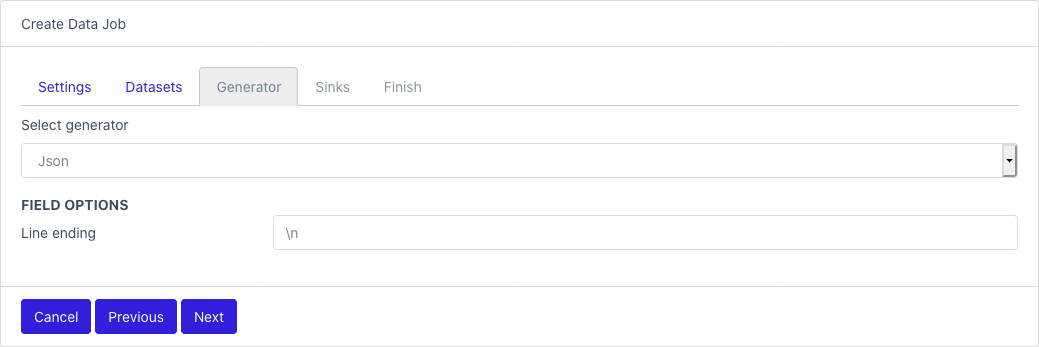 Create Data Job
Settings Datasets Generator Sinks Finish
Select generator
Json
FIELD OPTIONS
Line ending \n
Cancel Previous Next